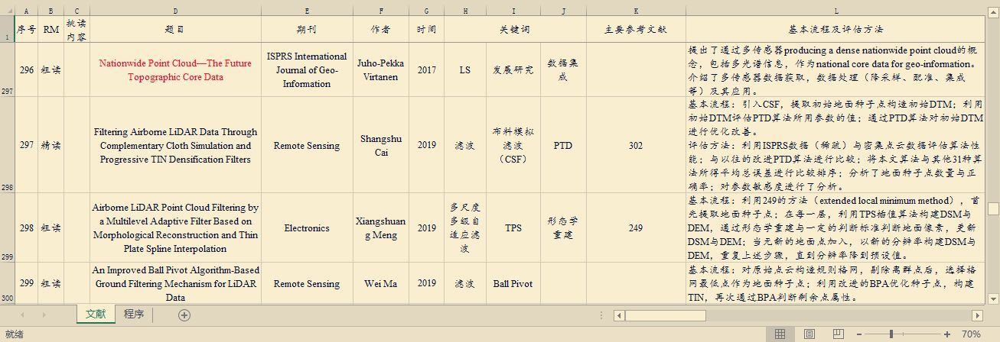 A B C D E F G H I J K L
1 序号 RM 挑读
内容 题目 期刊 作者 时间 关键词 主要参考文献 基本流程及评估方法
297 296 粗读
Nationwide Point Cloud—The Future
Topographic Core Data
ISPRS International
Journal of Geo-
Information
Juho-Pekka
Virtanen
2017 LS 发展研究
数据集
成
提出了通过多传感器producing a dense nationwide point cloud的概
念，包括多光谱信息，作为national core data for geo-information。
介绍了多传感器数据获取，数据处理（降采样、配准、集成
等）及其应用。
298 297 精读
Filtering Airborne LiDAR Data Through
Complementary Cloth Simulation and
Progressive TIN Densification Filters
Remote Sensing
Shangshu
Cai
2019 滤波
布料模拟
滤波
（CSF）
PTD 302
基本流程：引入CSF，提取初始地面种子点构造初始DTM；利用
初始DTM评估PTD算法所用参数的值；通过PTD算法对初始DTM
进行优化改善。
评估方法：利用ISPRS数据（稀疏）与密集点云数据评估算法性
能；与以往的改进PTD算法进行比较；将本文算法与其他31种算
法所得平均总误差进行比较排序；分析了地面种子点数量与正
确率；对参数敏感度进行了分析。
299 298 粗读
Airborne LiDAR Point Cloud Filtering by
a Multilevel Adaptive Filter Based on
Morphological Reconstruction and Thin
Plate Spline Interpolation
Electronics
Xiangshuan
g Meng
2019
多尺度
多级自
适应滤
波
TPS
形态学
重建
249
基本流程：利用249的方法（extended local minimum method），首
先提取地面种子点；在每一层，利用TPS插值算法构建DSM与
DEM，通过形态学重建与一定的判断标准判断地面像素，更新
DSM与DEM；当无新的地面点加入，以新的分辨率构建DSM与
DEM，重复上述步骤，直到分辨率降到预设值。
300 299 粗读
An Improved Ball Pivot Algorithm-Based
Ground Filtering Mechanism for LiDAR
Data
Remote Sensing Wei Ma 2019 滤波 Ball Pivot
基本流程：对原始点云构造规则格网，剔除离群点后，选择格
网最低点作为地面种子点；利用改进的BPA优化种子点，构建
TIN，再次通过BPA判断剩余点属性。
文献 程序
就绪 70%